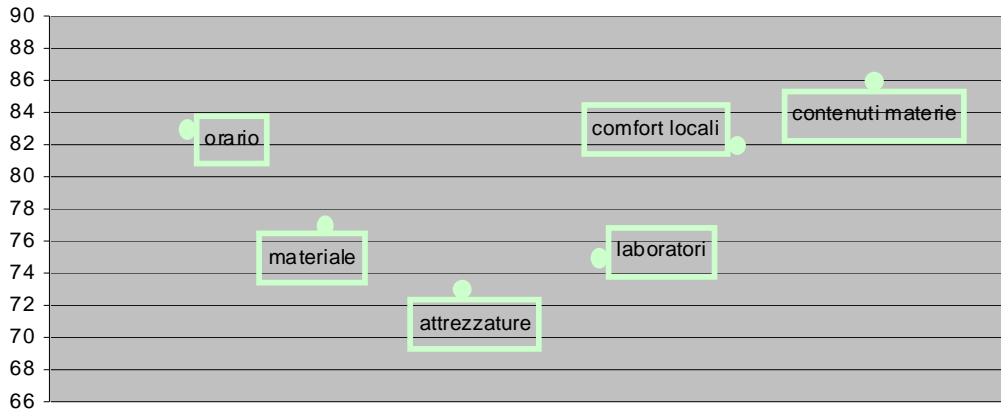 90
88
86
84
82
80
78
76
74
72
70
68
66
orario
materiale
attrezzature
laboratori
comfort locali
contenuti materie